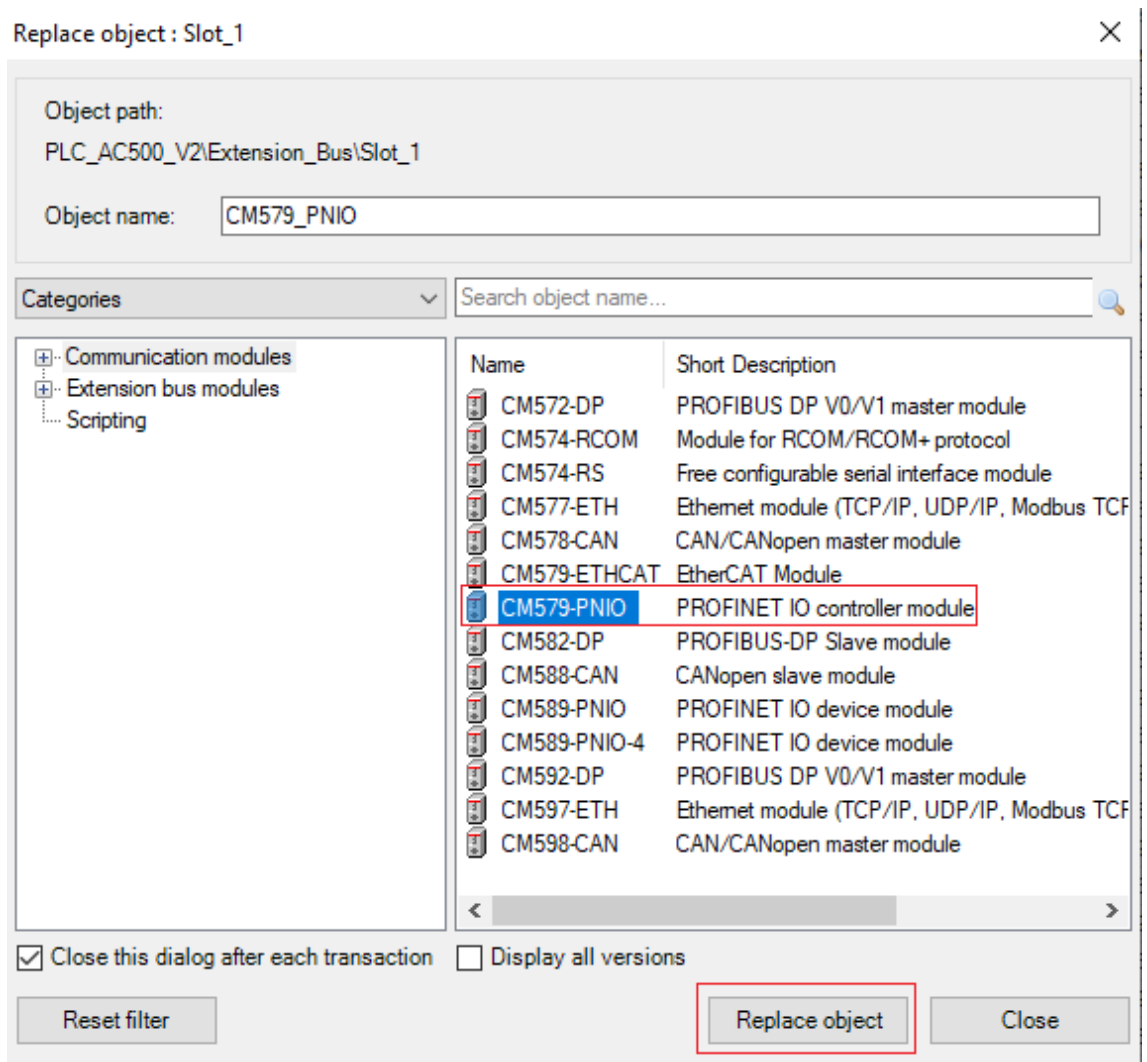 Replace object : Slot_1
Object path:
PLC_AC500_V2\Extension_Bus\Slot_1
Object name: CM579_PNIO
Categories
Search object name...
Communication modules
Extension bus modules
Scripting
Name Short Description
CM572-DP PROFIBUS DP V0/V1 master module
CM574-RCOM Module for RCOM/RCOM+ protocol
CM574-RS Free configurable serial interface module
CM577-ETH Ethernet module (TCP/IP, UDP/IP, Modbus TCP
CM578-CAN CAN/CANopen master module
CM579-ETHCAT EtherCAT Module
CM579-PNIO PROFINET IO controller module
CM582-DP PROFIBUS-DP Slave module
CM588-CAN CANopen slave module
CM589-PNIO PROFINET IO device module
CM589-PNIO-4 PROFINET IO device module
CM592-DP PROFIBUS DP V0/V1 master module
CM597-ETH Ethernet module (TCP/IP, UDP/IP, Modbus TCP
CM598-CAN CAN/CANopen master module
Close this dialog after each transaction
Display all versions
Reset filter
Replace object
Close